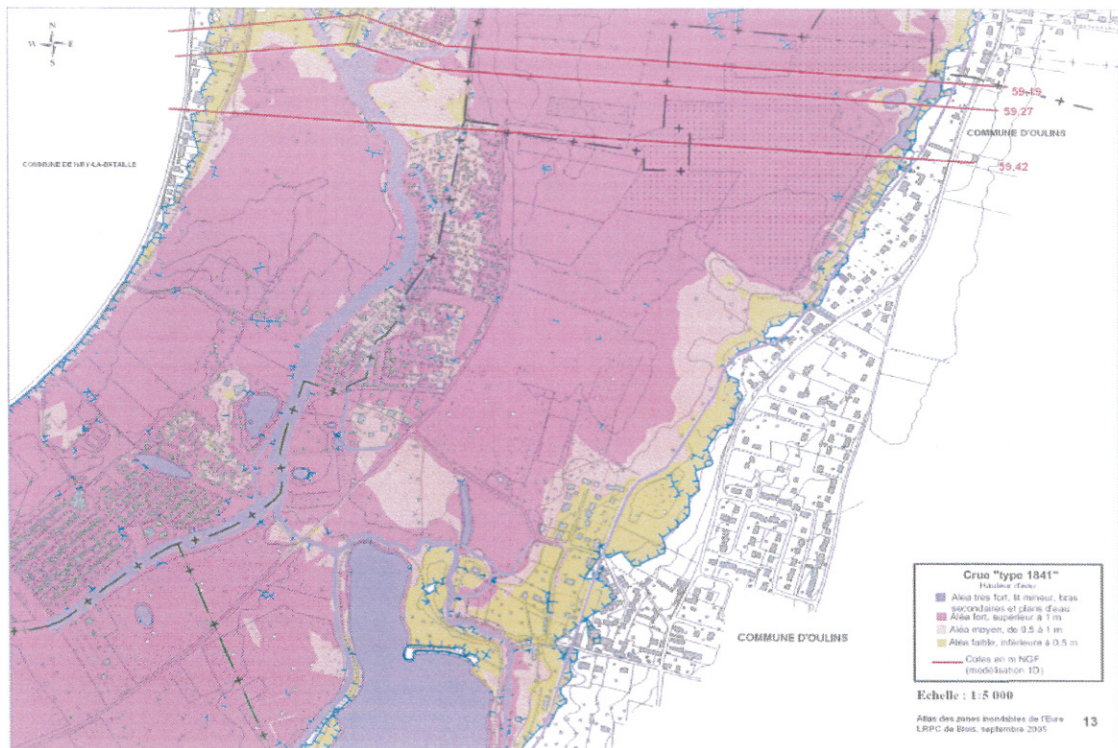 N
W E
S
59,19
59,27
COMMUNE D'OULINS
COMMUNE DE IVRY-LA-BATAILLE
59,42
COMMUNE D'OULINS
Crue "type 1841"
Hauteur d'eau
Aléa très fort, lit mineur, bras
secondaires et plans d'eau
Aléa fort, supérieur à 1 m
Aléa moyen, de 0.5 à 1 m
Aléa faible, inférieure à 0.5 m
Cotes en m NGF
(modélisation 1D)
Echelle : 1:5 000
Atlas des zones inondables de l'Eure
LRPC de Blois, septembre 2005
13